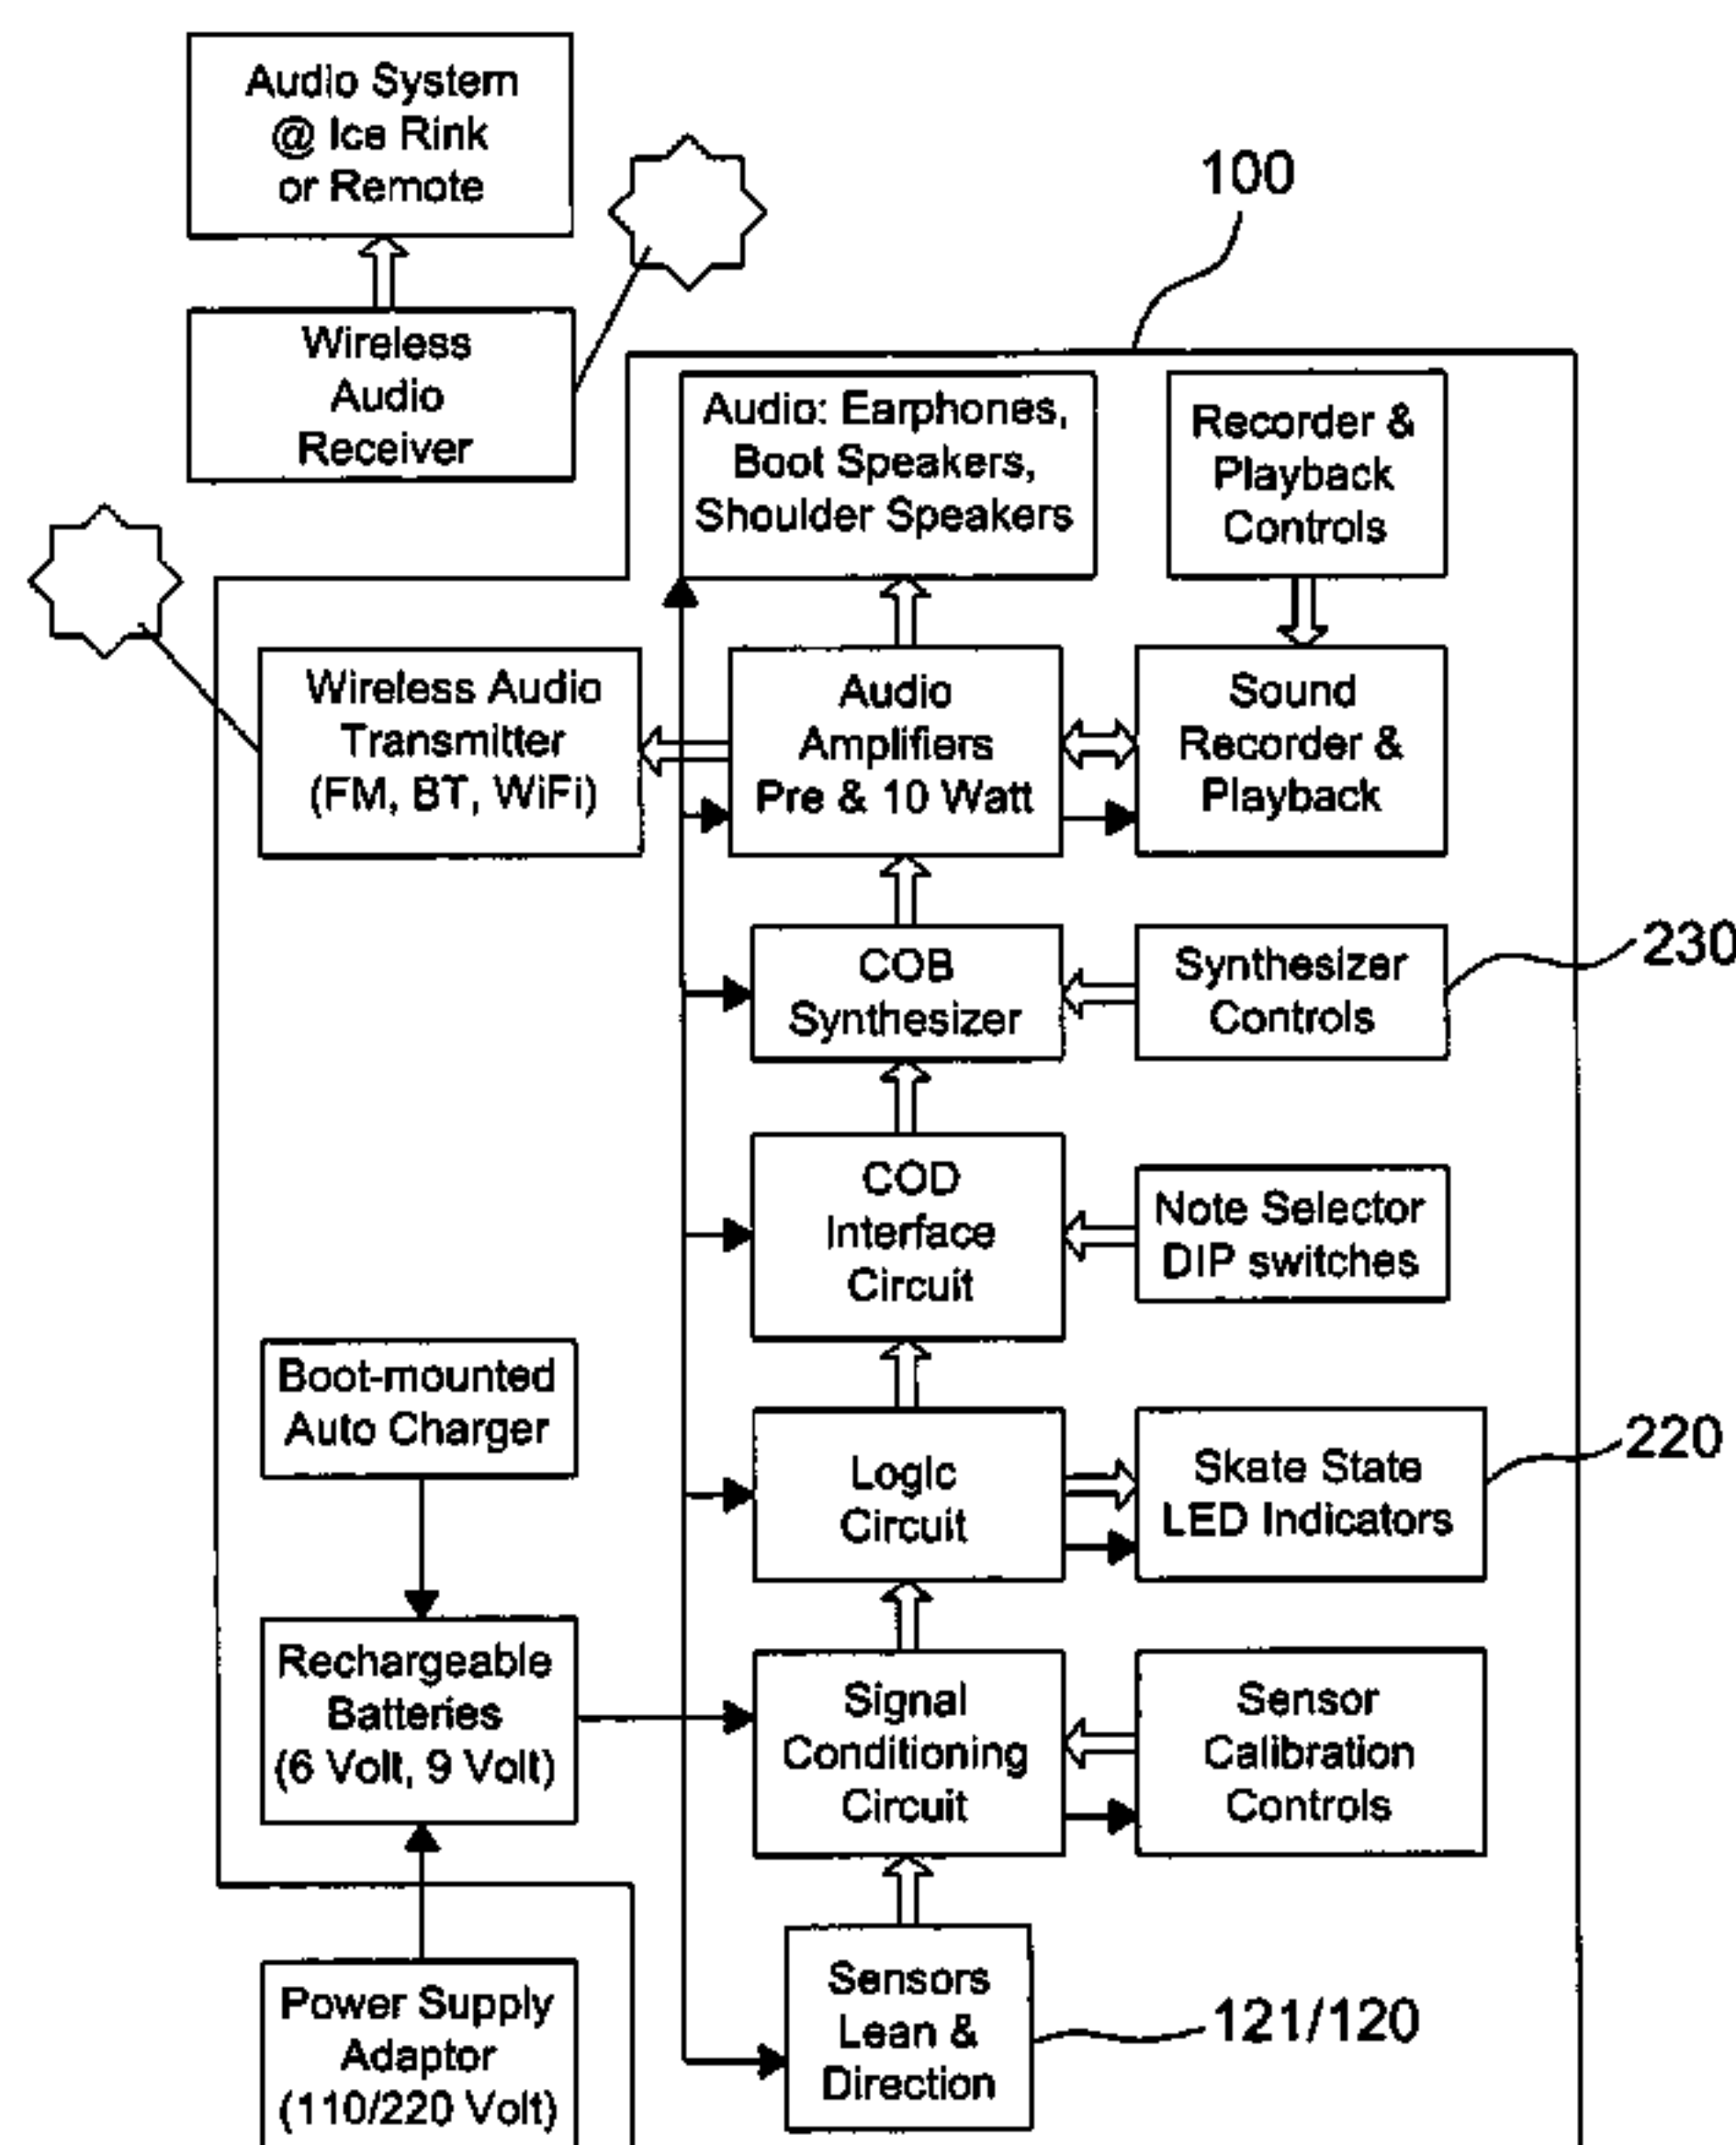 Audio System
@ Ice Rink
or Remote
100
Wireless
Audio
Receiver
Audio: Earphones,
Boot Speakers,
Shoulder Speakers
Recorder &
Playback
Controls
Wireless Audio
Transmitter
(FM, BT, WiFi)
Audio
Amplifiers
Pre & 10 Watt
Sound
Recorder &
Playback
COB
Synthesizer
Synthesizer
Controls
230
COD
Interface
Circuit
Note Selector
DIP switches
Boot-mounted
Auto Charger
Logic
Circuit
Skate State
LED Indicators
220
Rechargeable
Batteries
(6 Volt, 9 Volt)
Signal
Conditioning
Circuit
Sensor
Calibration
Controls
Power Supply
Adaptor
(110/220 Volt)
Sensors
Lean &
Direction
121/120